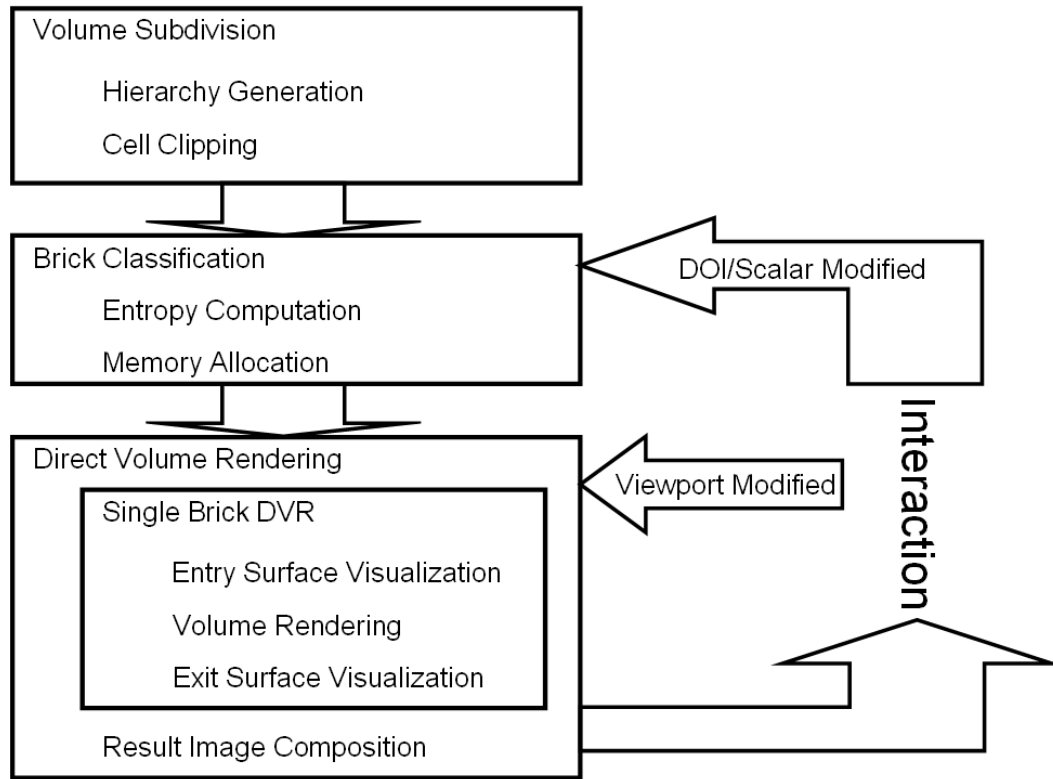 Volume Subdivision
Hierarchy Generation
Cell Clipping
Brick Classification
Entropy Computation
Memory Allocation
DOI/Scalar Modified
Direct Volume Rendering
Single Brick DVR
Entry Surface Visualization
Volume Rendering
Exit Surface Visualization
Result Image Composition
Viewport Modified
Interaction